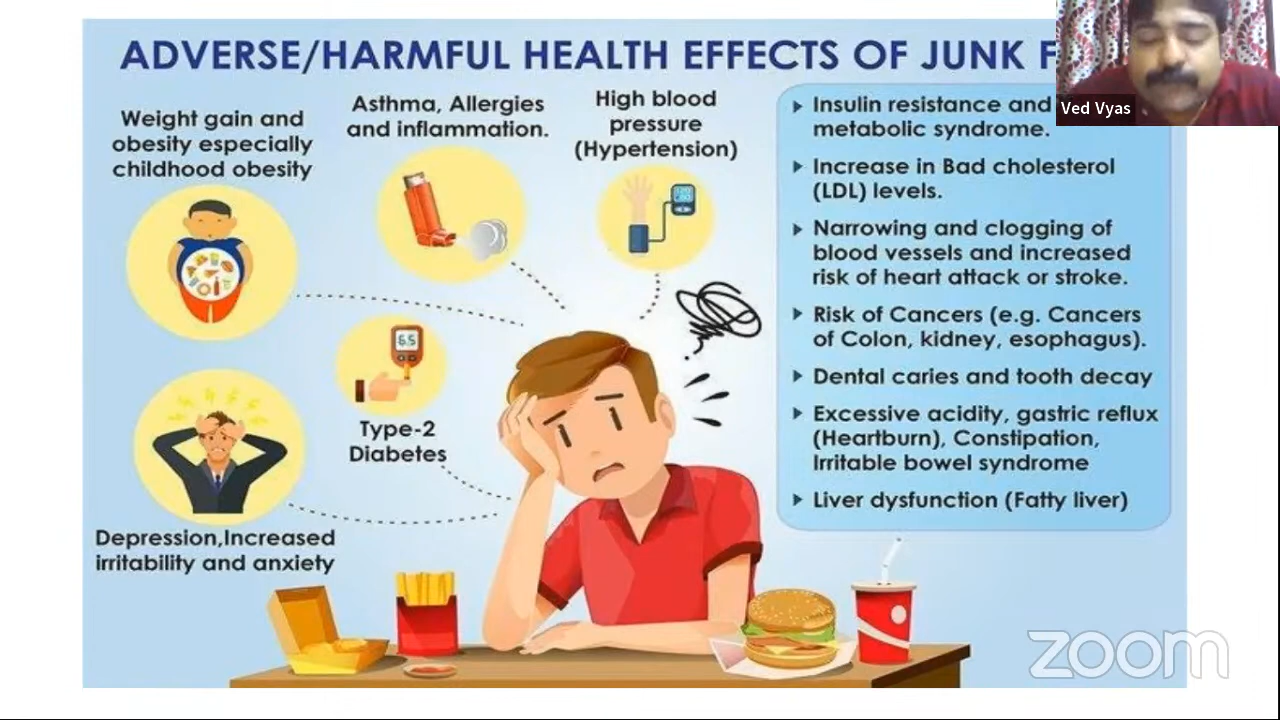 ADVERSE/HARMFUL HEALTH EFFECTS OF JUNK
Ved Vyas
Weight gain and
obesity especially
childhood obesity
Asthma, Allergies
and inflammation.
High blood
pressure
(Hypertension)
6.5
Type-2
Diabetes
Depression,Increased
irritability and anxiety
Insulin resistance and
metabolic syndrome.
Increase in Bad cholesterol
(LDL) levels.
Narrowing and clogging of
blood vessels and increased
risk of heart attack or stroke.
Risk of Cancers (e.g. Cancers
of Colon, kidney, esophagus).
Dental caries and tooth decay
Excessive acidity, gastric reflux
(Heartburn), Constipation,
Irritable bowel syndrome
Liver dysfunction (Fatty liver)
zoom